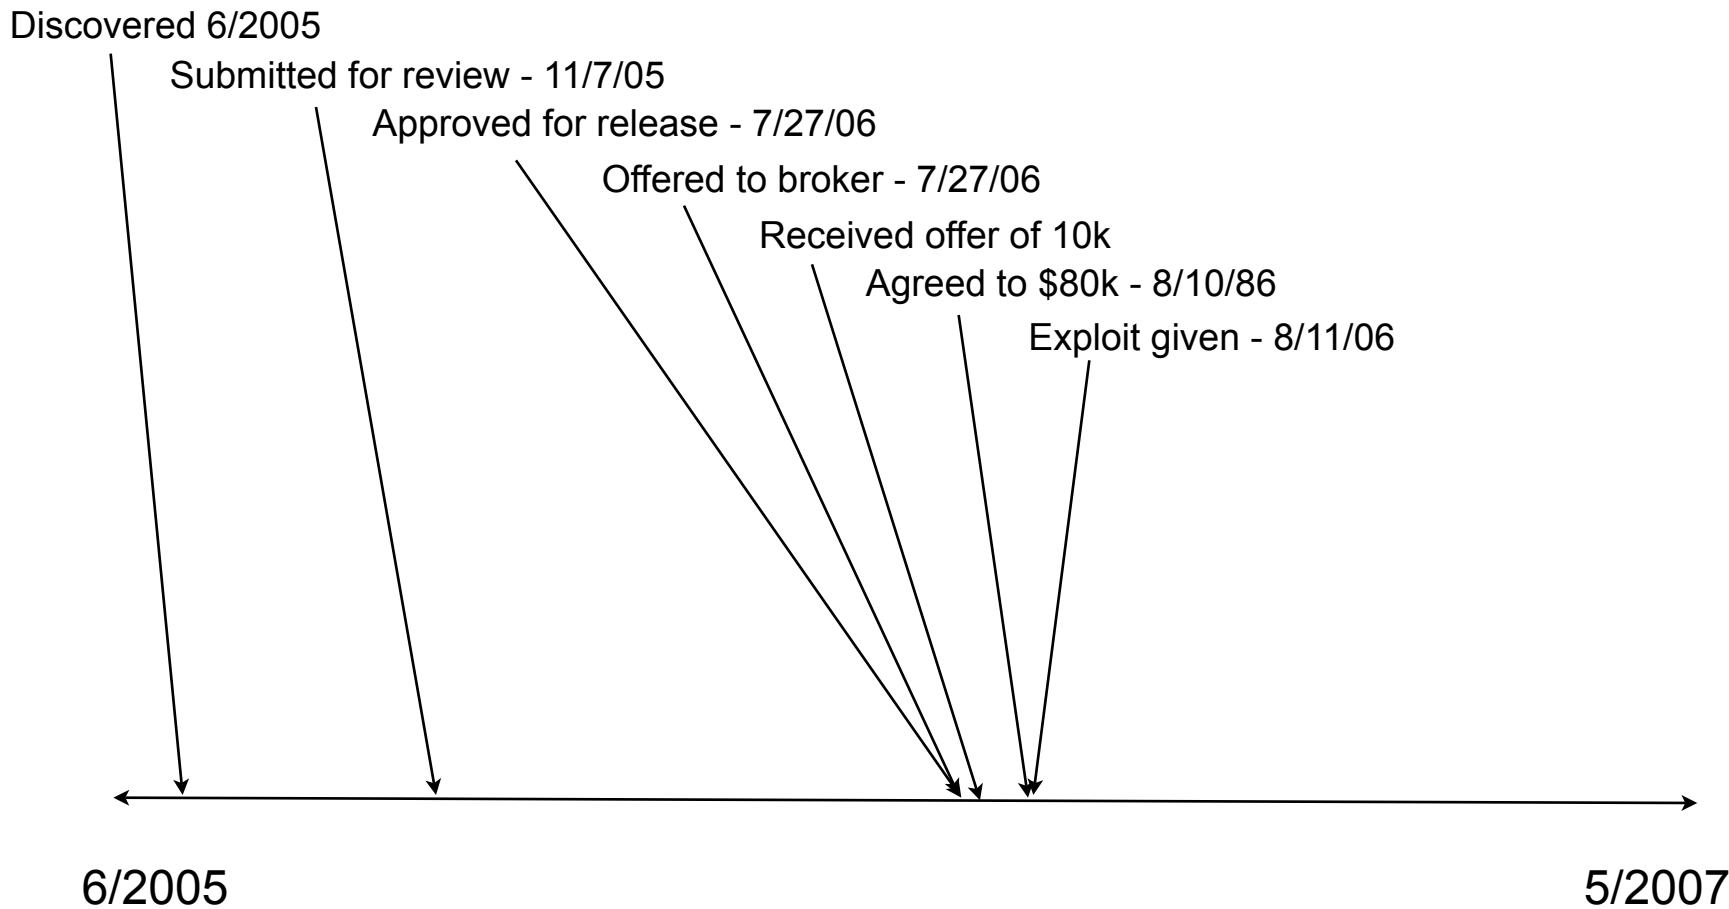 Discovered 6/2005
Submitted for review - 11/7/05
Approved for release - 7/27/06
Offered to broker - 7/27/06
Received offer of 10k
Agreed to $80k - 8/10/86
Exploit given - 8/11/06
6/2005
5/2007